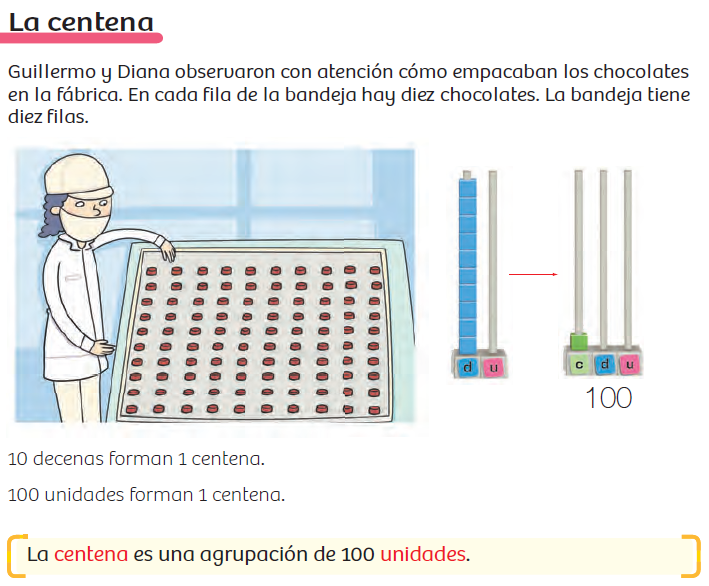 La centena
Guillermo y Diana observaron con atención cómo empacaban los chocolates
en la fábrica. En cada fila de la bandeja hay diez chocolates. La bandeja tiene
diez filas.
d u
c d u
100
10 decenas forman 1 centena.
100 unidades forman 1 centena.
La centena es una agrupación de 100 unidades.